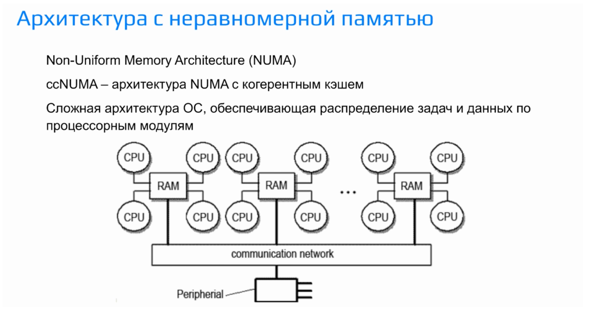 Архитектура с неравномерной памятью
Non-Uniform Memory Architecture (NUMA)
ccNUMA – архитектура NUMA с когерентным кэшем
Сложная архитектура ОС, обеспечивающая распределение задач и данных по
процессорным модулям
CPU CPU CPU CPU CPU CPU
RAM RAM ... RAM
CPU CPU CPU CPU CPU CPU
communication network
Peripherial